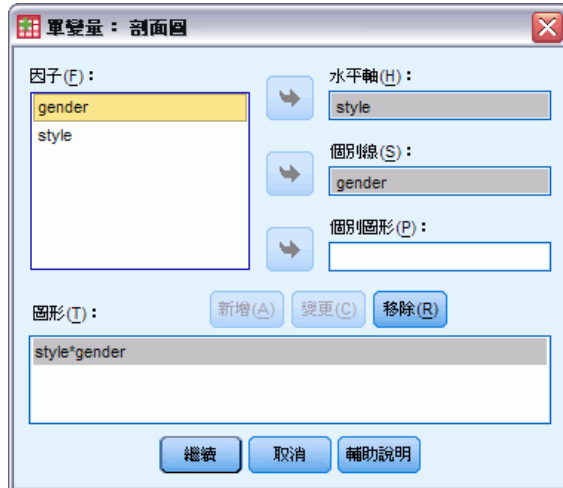 單變量： 剖面圖
因子(F)：
gender
style
水平軸(H)：
style
個別線(S)：
gender
個別圖形(P)：
圖形(T)：
新增(A) 變更(C) 移除(R)
style*gender
繼續 取消 輔助說明